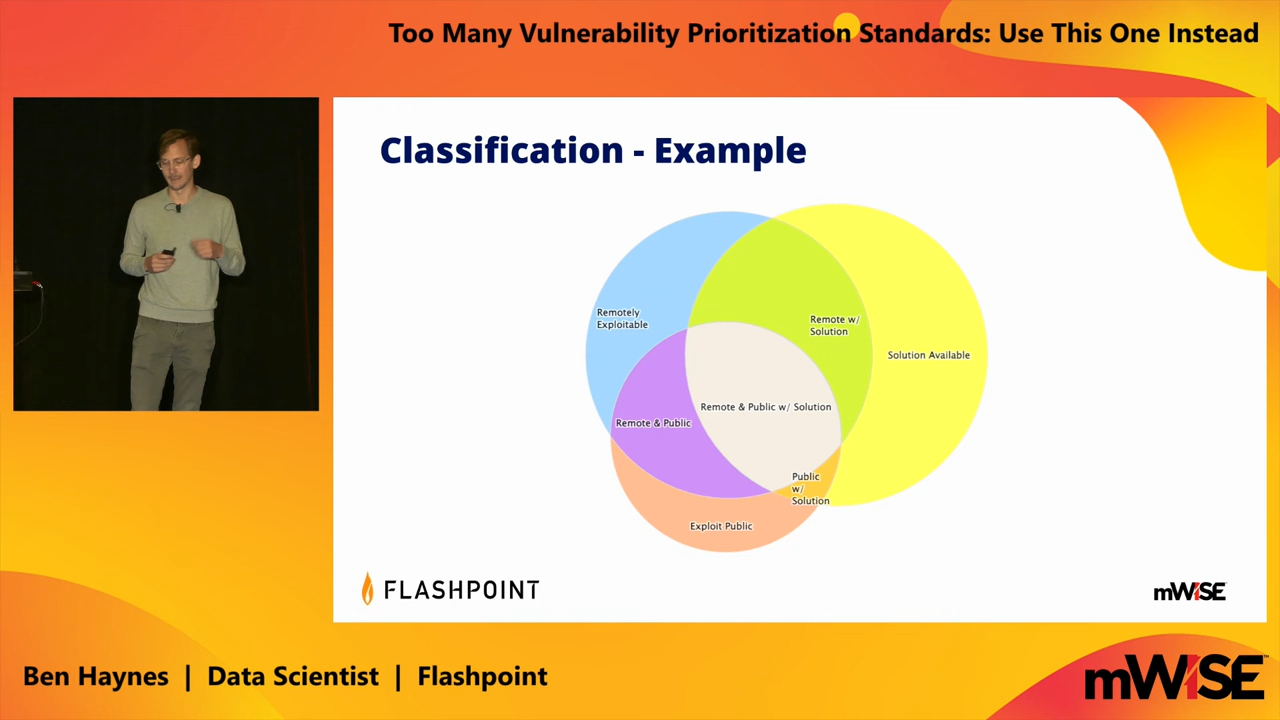 Too Many Vulnerability Prioritization Standards: Use This One Instead
Classification - Example
Remotely
Exploitable
Remote w/
Solution
Solution Available
Remote & Public w/ Solution
Remote & Public
Public
w/
Solution
Exploit Public
FLASHPOINT
mWISE
Ben Haynes | Data Scientist | Flashpoint
mWISE™